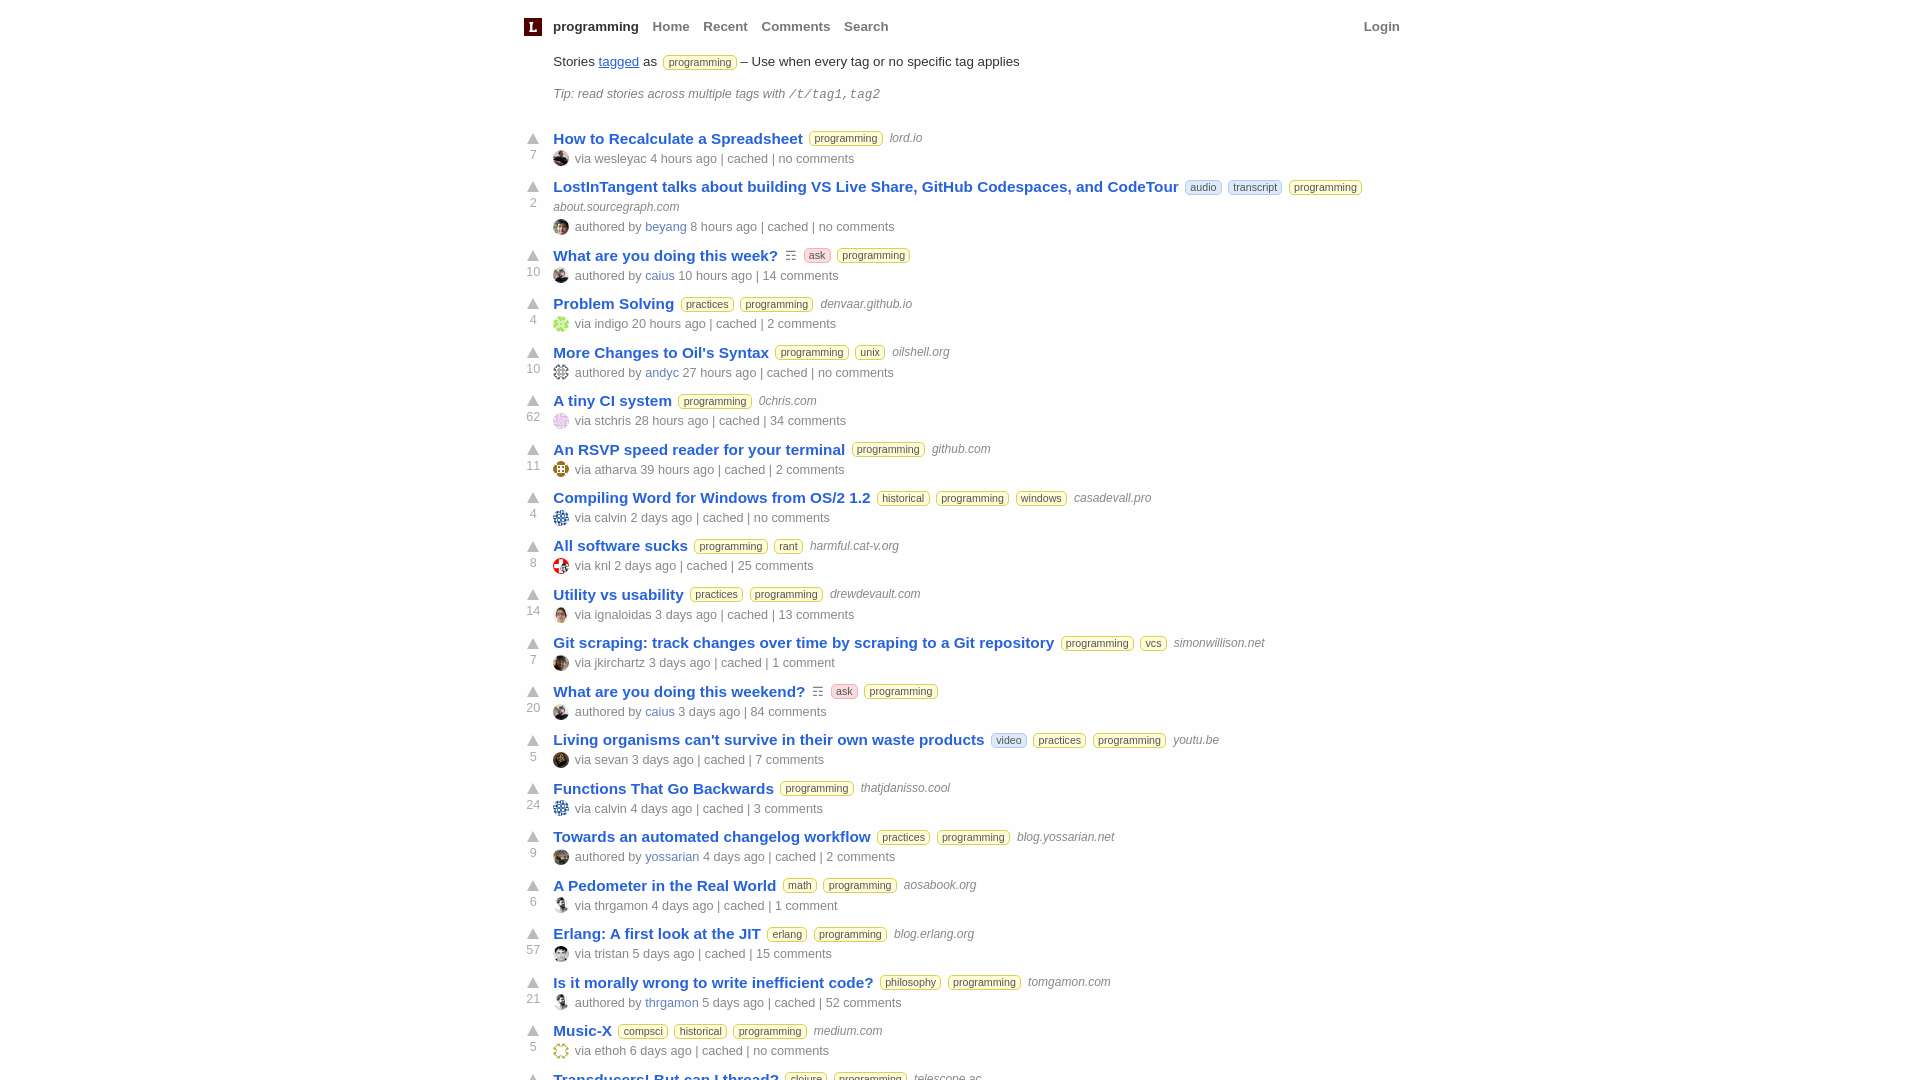 L programming Home Recent Comments Search Login
Stories tagged as programming – Use when every tag or no specific tag applies
Tip: read stories across multiple tags with /t/tag1,tag2
How to Recalculate a Spreadsheet programming lord.io
7 via wesleyac 4 hours ago | cached | no comments
LostInTangent talks about building VS Live Share, GitHub Codespaces, and CodeTour audio transcript programming
2 about.sourcegraph.com
authored by beyang 8 hours ago | cached | no comments
What are you doing this week? ☶ ask programming
10 authored by caius 10 hours ago | 14 comments
Problem Solving practices programming denvaar.github.io
4 via indigo 20 hours ago | cached | 2 comments
More Changes to Oil's Syntax programming unix oilshell.org
10 authored by andyc 27 hours ago | cached | no comments
A tiny CI system programming 0chris.com
62 via stchris 28 hours ago | cached | 34 comments
An RSVP speed reader for your terminal programming github.com
11 via atharva 39 hours ago | cached | 2 comments
Compiling Word for Windows from OS/2 1.2 historical programming windows casadevall.pro
4 via calvin 2 days ago | cached | no comments
All software sucks programming rant harmful.cat-v.org
8 via knl 2 days ago | cached | 25 comments
Utility vs usability practices programming drewdevault.com
14 via ignaloidas 3 days ago | cached | 13 comments
Git scraping: track changes over time by scraping to a Git repository programming vcs simonwillison.net
7 via jkirchartz 3 days ago | cached | 1 comment
What are you doing this weekend? ☶ ask programming
20 authored by caius 3 days ago | 84 comments
Living organisms can't survive in their own waste products video practices programming youtu.be
5 via sevan 3 days ago | cached | 7 comments
Functions That Go Backwards programming thatjdanisso.cool
24 via calvin 4 days ago | cached | 3 comments
Towards an automated changelog workflow practices programming blog.yossarian.net
9 authored by yossarian 4 days ago | cached | 2 comments
A Pedometer in the Real World math programming aosabook.org
6 via thrgamon 4 days ago | cached | 1 comment
Erlang: A first look at the JIT erlang programming blog.erlang.org
57 via tristan 5 days ago | cached | 15 comments
Is it morally wrong to write inefficient code? philosophy programming tomgamon.com
21 authored by thrgamon 5 days ago | cached | 52 comments
Music-X compsci historical programming medium.com
5 via ethoh 6 days ago | cached | no comments
Transducers! But can I thread? clojure programming telescope.ac